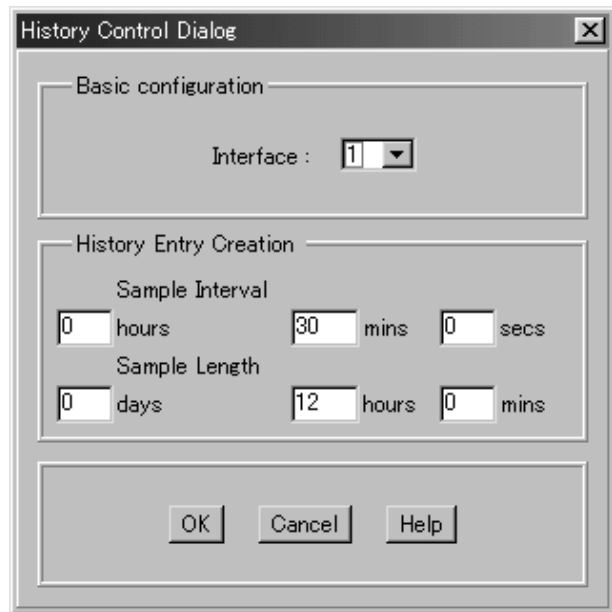 History Control Dialog
Basic configuration
Interface : 1
History Entry Creation
Sample Interval
0 hours 30 mins 0 secs
Sample Length
0 days 12 hours 0 mins
OK Cancel Help